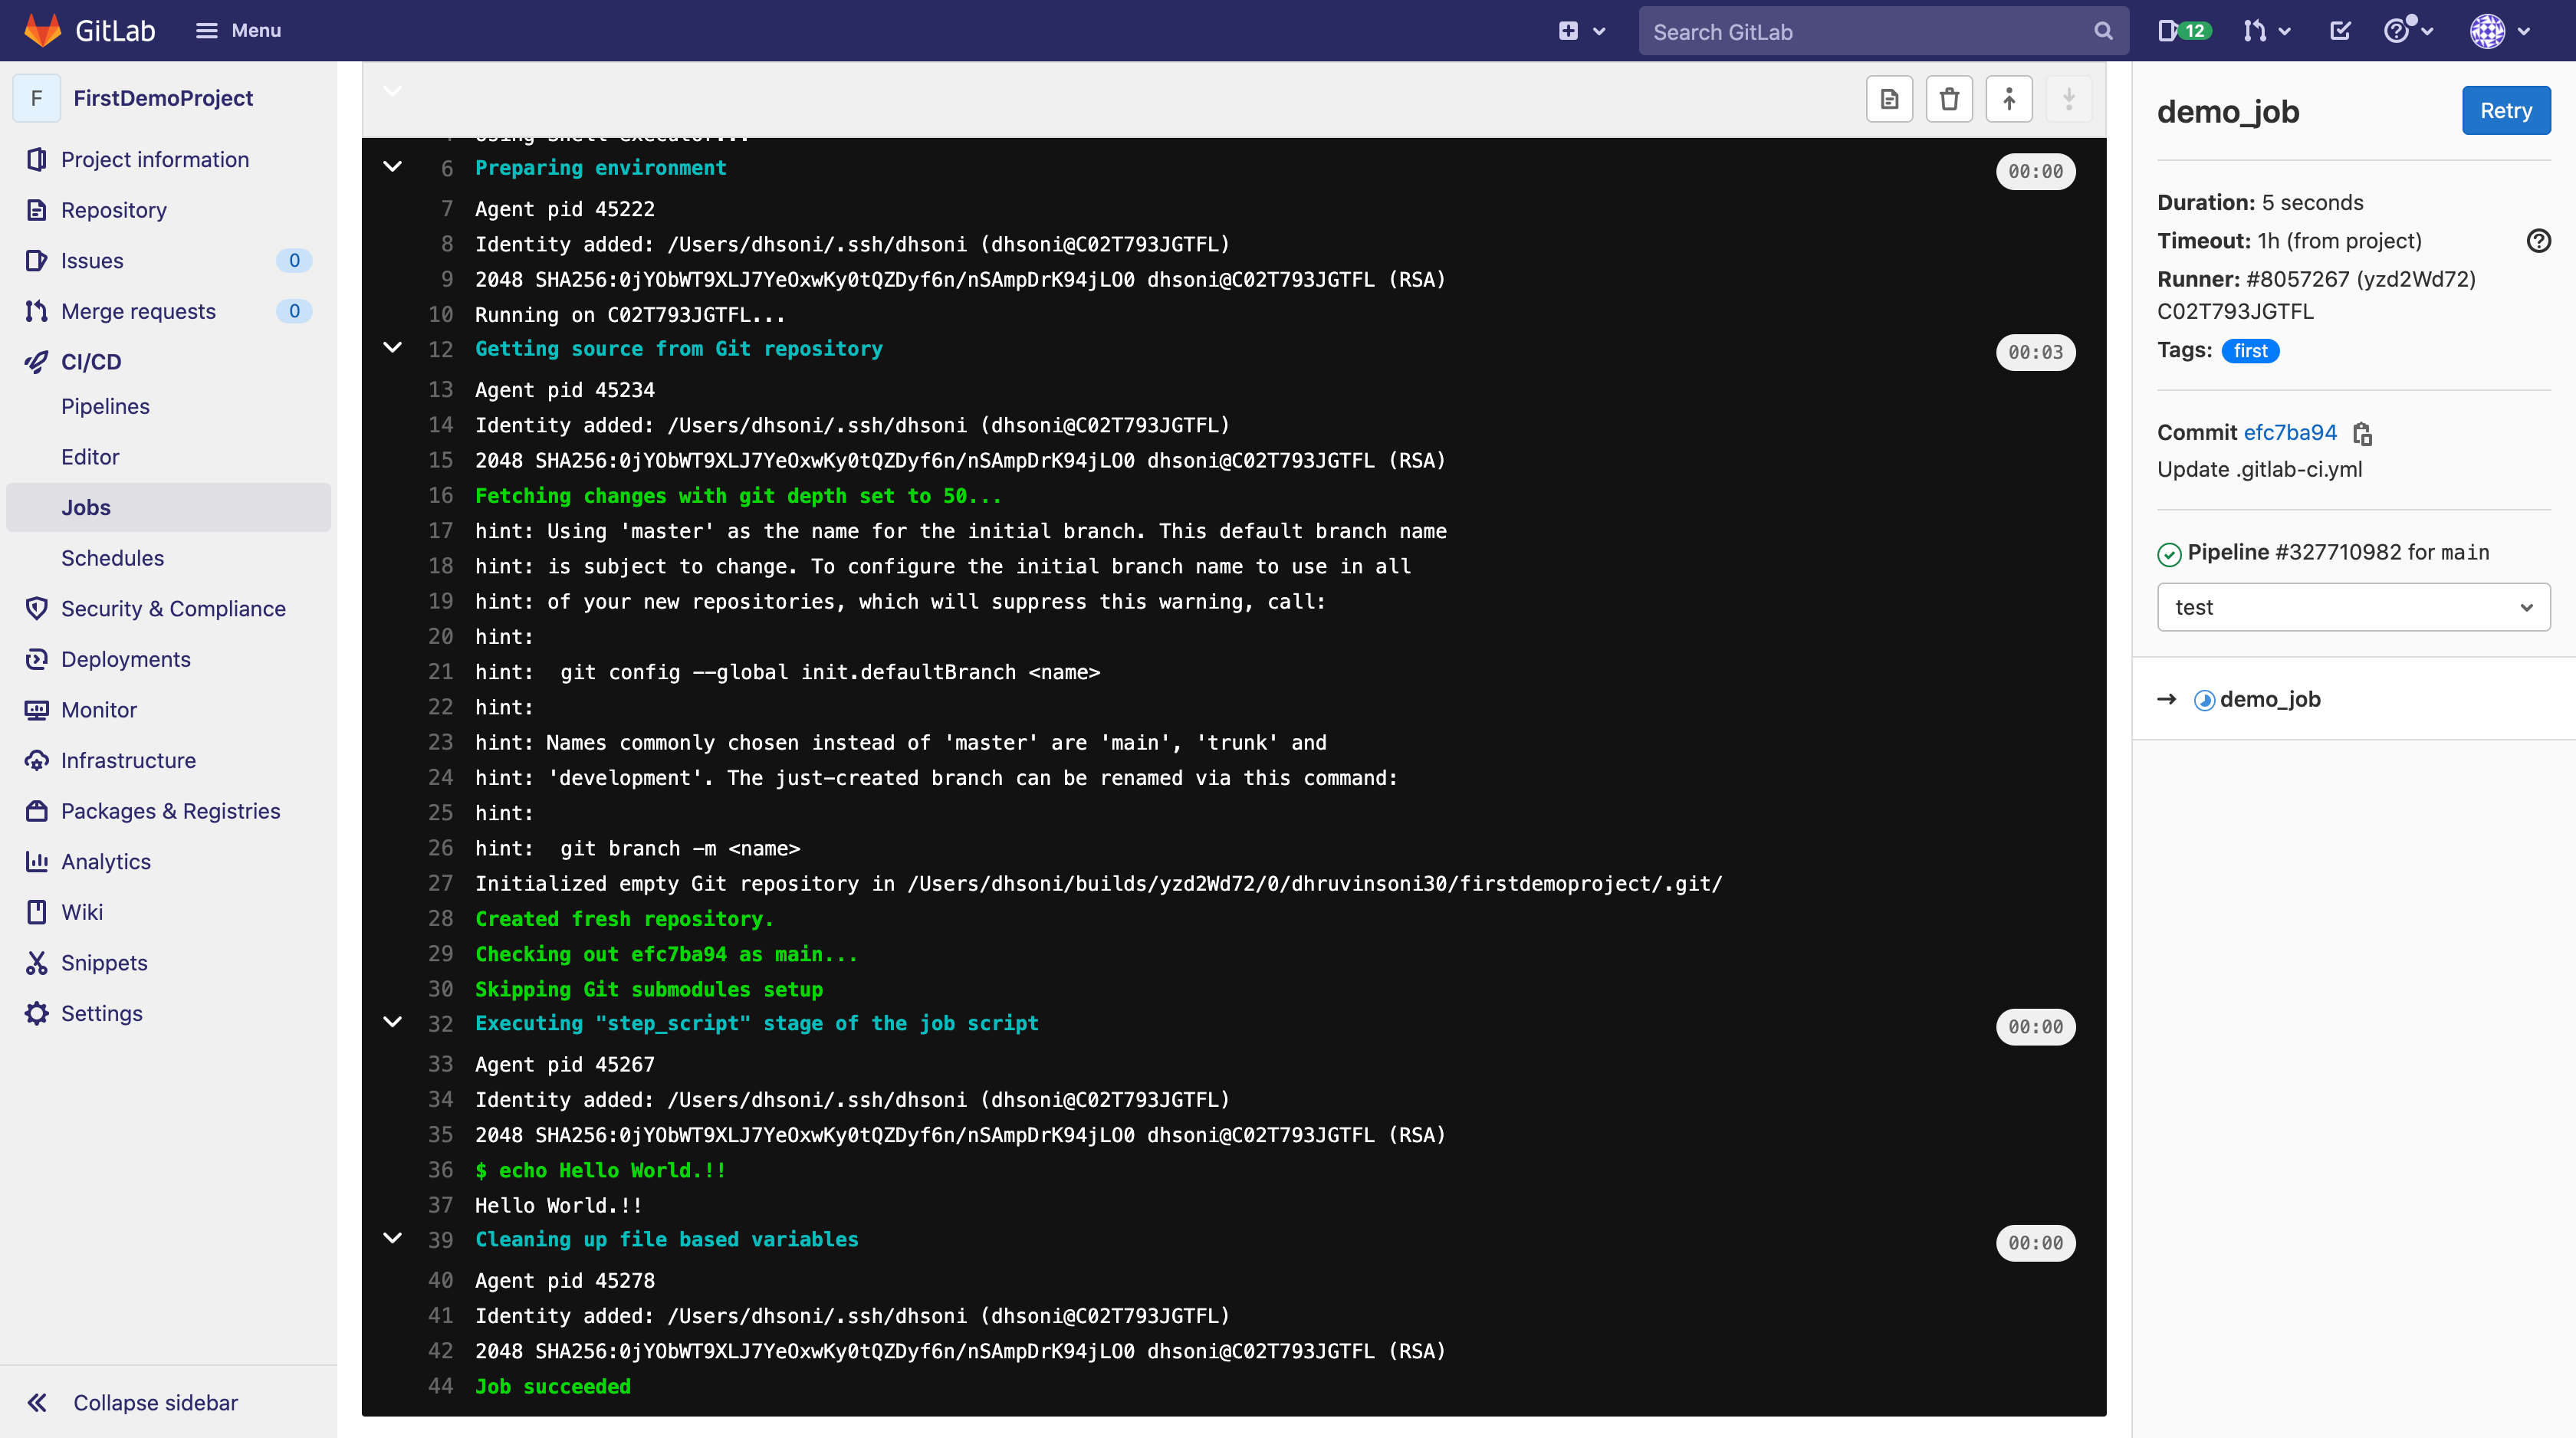 GitLab
Menu
Search GitLab
12
F
FirstDemoProject
Project information
Repository
Issues
0
Merge requests
0
CI/CD
Pipelines
Editor
Jobs
Schedules
Security & Compliance
Deployments
Monitor
Infrastructure
Packages & Registries
Analytics
Wiki
Snippets
Settings
Collapse sidebar
Using Shell executor...
6 Preparing environment 00:00
7 Agent pid 45222
8 Identity added: /Users/dhsoni/.ssh/dhsoni (dhsoni@C02T793JGTFL)
9 2048 SHA256:0jYObWT9XLJ7YeOxwKy0tQZDyf6n/nSAmpDrK94jLO0 dhsoni@C02T793JGTFL (RSA)
10 Running on C02T793JGTFL...
12 Getting source from Git repository 00:03
13 Agent pid 45234
14 Identity added: /Users/dhsoni/.ssh/dhsoni (dhsoni@C02T793JGTFL)
15 2048 SHA256:0jYObWT9XLJ7YeOxwKy0tQZDyf6n/nSAmpDrK94jLO0 dhsoni@C02T793JGTFL (RSA)
16 Fetching changes with git depth set to 50...
17 hint: Using 'master' as the name for the initial branch. This default branch name
18 hint: is subject to change. To configure the initial branch name to use in all
19 hint: of your new repositories, which will suppress this warning, call:
20 hint:
21 hint:  git config --global init.defaultBranch <name>
22 hint:
23 hint: Names commonly chosen instead of 'master' are 'main', 'trunk' and
24 hint: 'development'. The just-created branch can be renamed via this command:
25 hint:
26 hint:  git branch -m <name>
27 Initialized empty Git repository in /Users/dhsoni/builds/yzd2Wd72/0/dhruvinsoni30/firstdemoproject/.git/
28 Created fresh repository.
29 Checking out efc7ba94 as main...
30 Skipping Git submodules setup
32 Executing "step_script" stage of the job script 00:00
33 Agent pid 45267
34 Identity added: /Users/dhsoni/.ssh/dhsoni (dhsoni@C02T793JGTFL)
35 2048 SHA256:0jYObWT9XLJ7YeOxwKy0tQZDyf6n/nSAmpDrK94jLO0 dhsoni@C02T793JGTFL (RSA)
36 $ echo Hello World.!!
37 Hello World.!!
39 Cleaning up file based variables 00:00
40 Agent pid 45278
41 Identity added: /Users/dhsoni/.ssh/dhsoni (dhsoni@C02T793JGTFL)
42 2048 SHA256:0jYObWT9XLJ7YeOxwKy0tQZDyf6n/nSAmpDrK94jLO0 dhsoni@C02T793JGTFL (RSA)
44 Job succeeded
demo_job
Retry
Duration: 5 seconds
Timeout: 1h (from project)
Runner: #8057267 (yzd2Wd72)
C02T793JGTFL
Tags: first
Commit efc7ba94
Update .gitlab-ci.yml
Pipeline #327710982 for main
test
→ demo_job